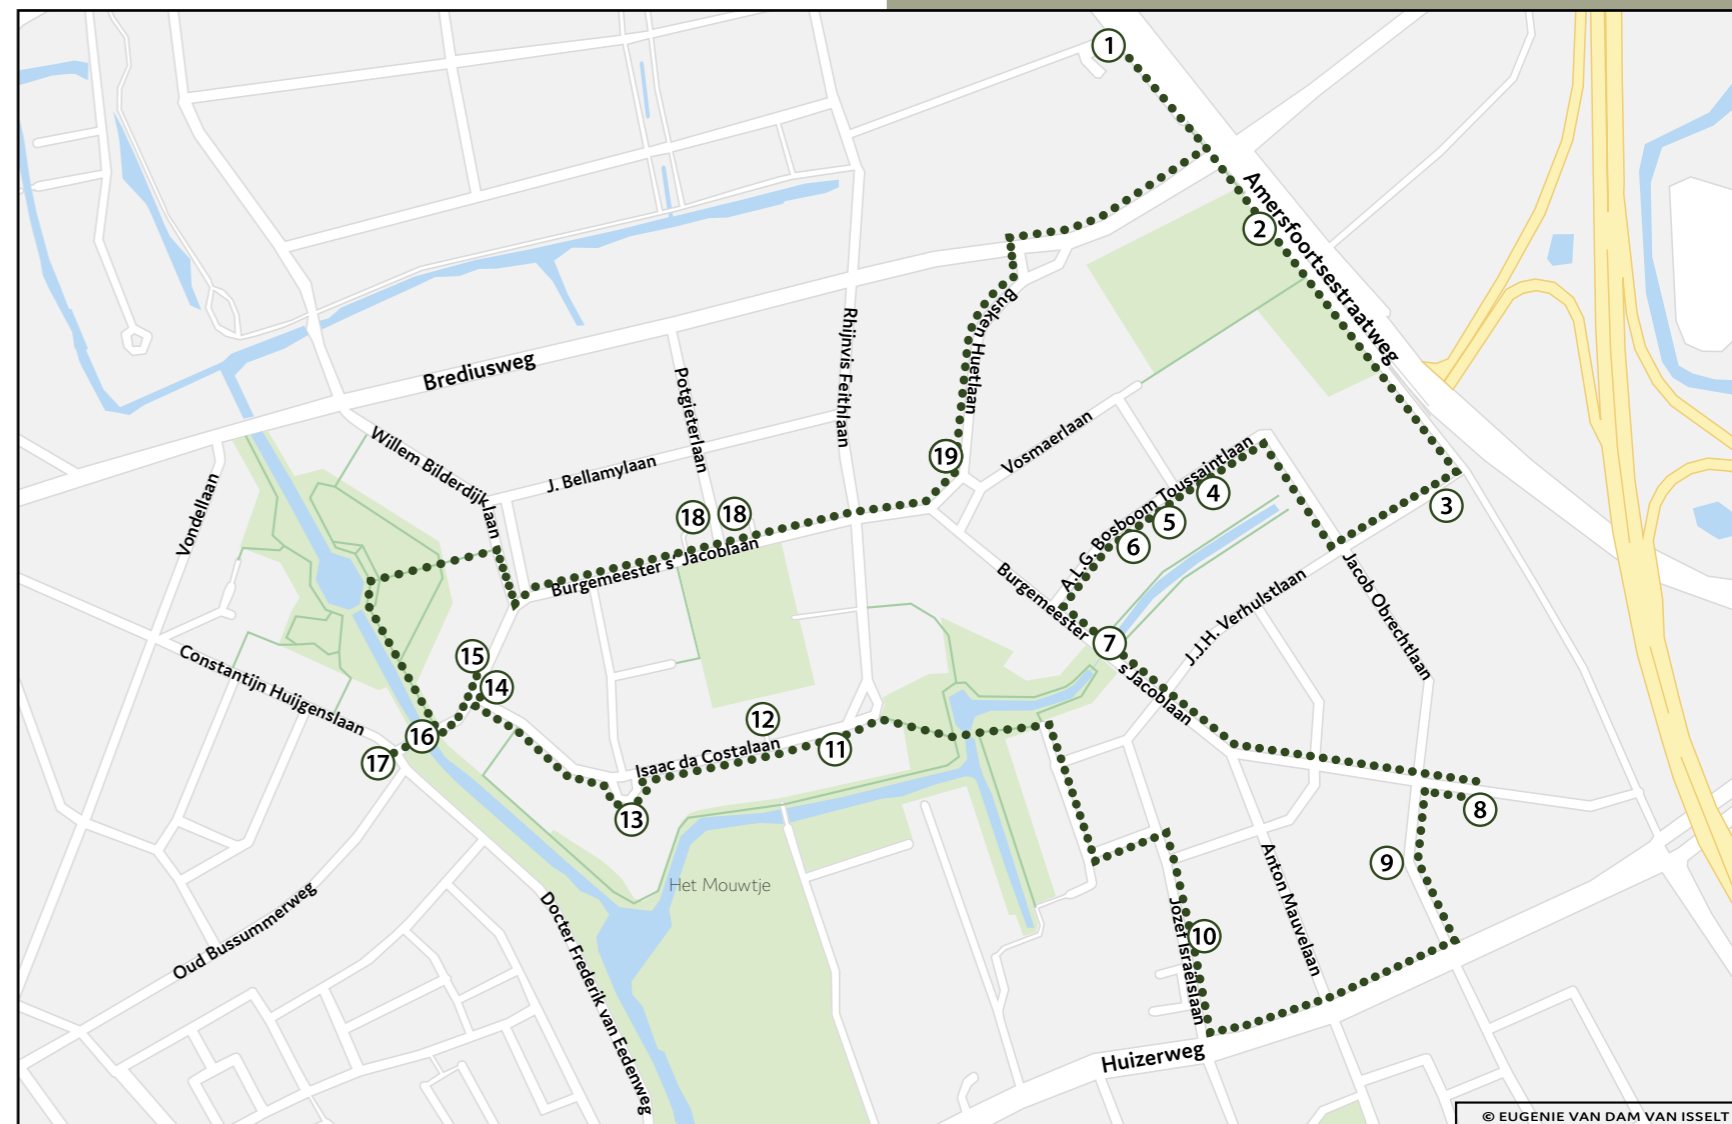 1
Amersfoortsestraatweg
2
Busken Huetlaan
Rhijnvis Feithlaan
Brediusweg
Potgieterlaan
Willem Bilderdijklaan
J. Bellamylaan
Vosmaerlaan
19
A.L.G. Bosboom Toussaintlaan
4
3
5
6
18
18
Vondellaan
Burgemeester s' Jacoblaan
Burgemeester
s Jacoblaan
J.J.H. Verhulstlaan
Jacob Obrechtlaan
7
15
14
Constantijn Huijgenslaan
16
17
12
11
Isaac da Costalaan
13
8
9
Het Mouwtje
Anton Mauvelaan
Jozef Israëlslaan
10
Oud Bussummerweg
Docter Frederik van Eedenweg
Huizerweg
© EUGENIE VAN DAM VAN ISSELT